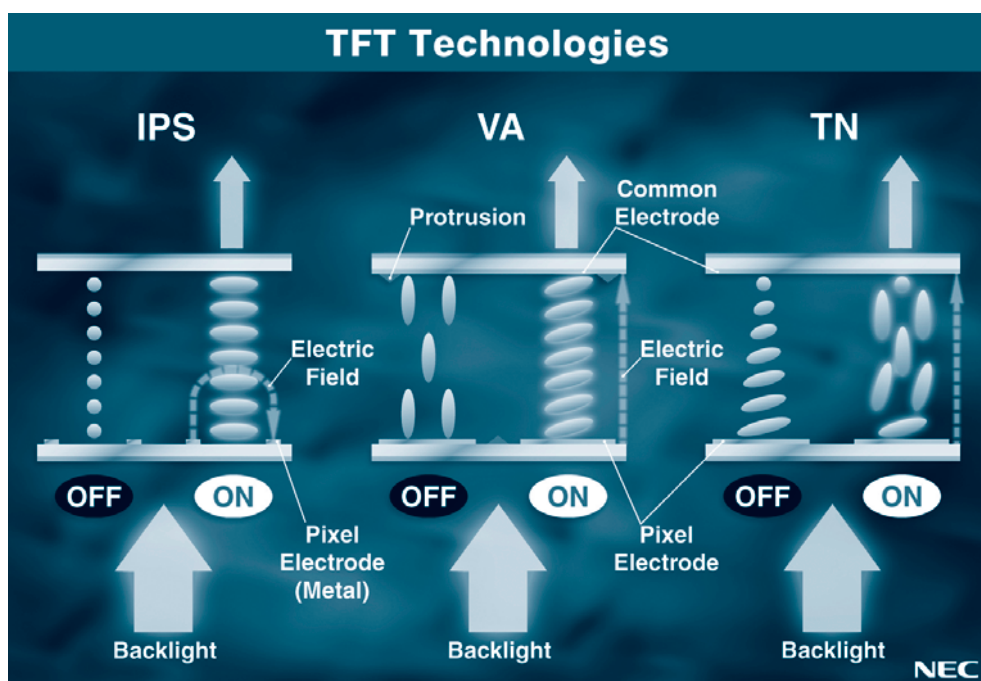 TFT Technologies
IPS
VA
TN
Protrusion
Common
Electrode
Electric
Field
Electric
Field
OFF
ON
OFF
ON
OFF
ON
Pixel
Electrode
(Metal)
Pixel
Electrode
Backlight
Backlight
Backlight
NEC